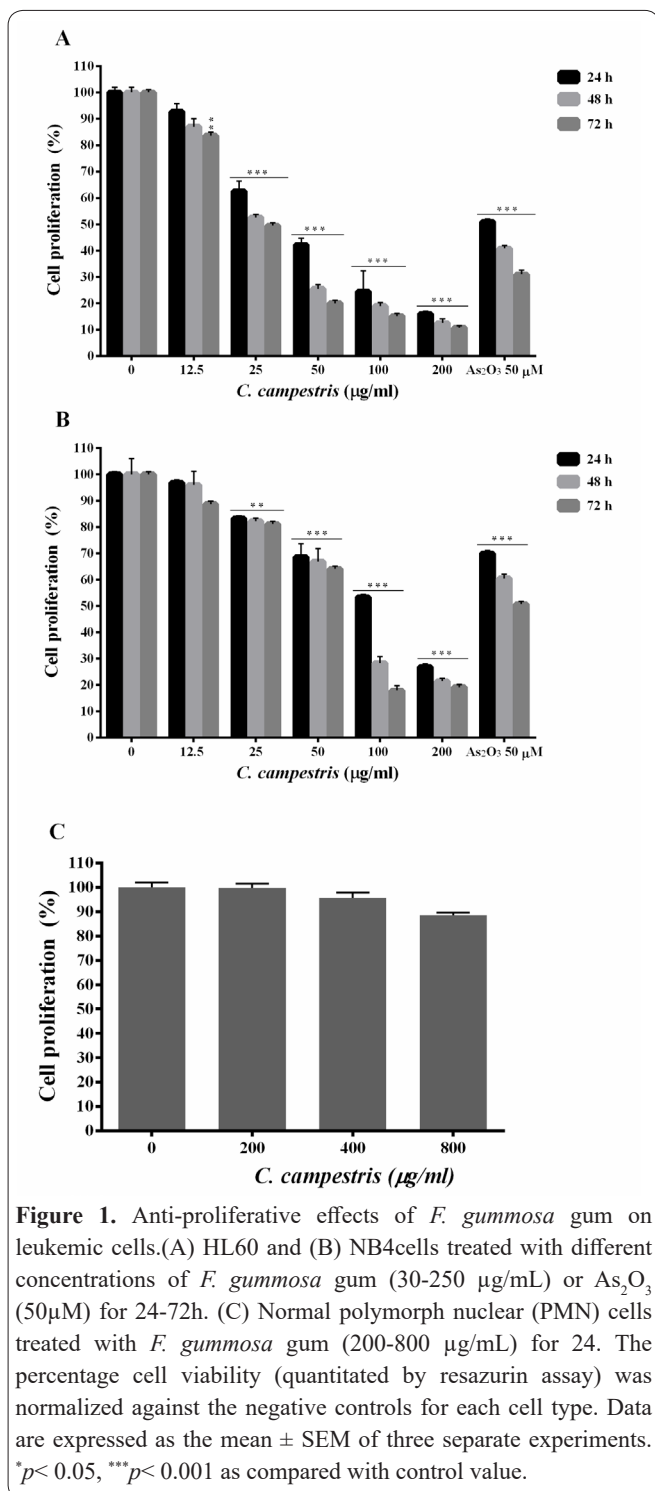 A
24 h
48 h
72 h
110
100
90
80
70
60
50
40
30
20
10
0
Cell proliferation (%)
**
***
***
***
***
***
0 12.5 25 50 100 200 As₂O₃ 50 µM
C. campestris (µg/ml)
B
24 h
48 h
72 h
110
100
90
80
70
60
50
40
30
20
10
0
Cell proliferation (%)
**
***
***
***
***
0 12.5 25 50 100 200 As₂O₃ 50 µM
C. campestris (µg/ml)
C
110
100
90
80
70
60
50
40
30
20
10
0
Cell proliferation (%)
0 200 400 800
C. campestris (µg/ml)
Figure 1. Anti-proliferative effects of F. gummosa gum on
leukemic cells.(A) HL60 and (B) NB4cells treated with different
concentrations of F. gummosa gum (30-250 µg/mL) or As₂O₃
(50µM) for 24-72h. (C) Normal polymorph nuclear (PMN) cells
treated with F. gummosa gum (200-800 µg/mL) for 24. The
percentage cell viability (quantitated by resazurin assay) was
normalized against the negative controls for each cell type. Data
are expressed as the mean ± SEM of three separate experiments.
*p< 0.05, ***p< 0.001 as compared with control value.